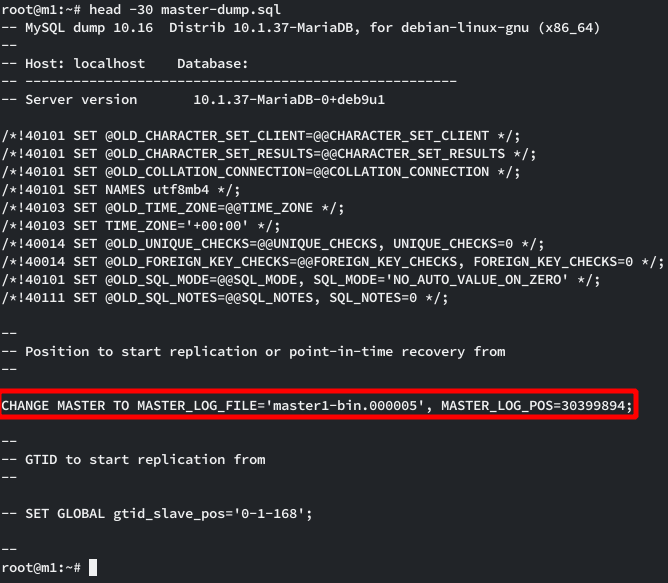 root@m1:~# head -30 master-dump.sql
-- MySQL dump 10.16  Distrib 10.1.37-MariaDB, for debian-linux-gnu (x86_64)
--
-- Host: localhost    Database:
-- ------------------------------------------------------
-- Server version       10.1.37-MariaDB-0+deb9u1
/*!40101 SET @OLD_CHARACTER_SET_CLIENT=@@CHARACTER_SET_CLIENT */;
/*!40101 SET @OLD_CHARACTER_SET_RESULTS=@@CHARACTER_SET_RESULTS */;
/*!40101 SET @OLD_COLLATION_CONNECTION=@@COLLATION_CONNECTION */;
/*!40101 SET NAMES utf8mb4 */;
/*!40103 SET @OLD_TIME_ZONE=@@TIME_ZONE */;
/*!40103 SET TIME_ZONE='+00:00' */;
/*!40014 SET @OLD_UNIQUE_CHECKS=@@UNIQUE_CHECKS, UNIQUE_CHECKS=0 */;
/*!40014 SET @OLD_FOREIGN_KEY_CHECKS=@@FOREIGN_KEY_CHECKS, FOREIGN_KEY_CHECKS=0 */;
/*!40101 SET @OLD_SQL_MODE=@@SQL_MODE, SQL_MODE='NO_AUTO_VALUE_ON_ZERO' */;
/*!40111 SET @OLD_SQL_NOTES=@@SQL_NOTES, SQL_NOTES=0 */;
--
-- Position to start replication or point-in-time recovery from
--
CHANGE MASTER TO MASTER_LOG_FILE='master1-bin.000005', MASTER_LOG_POS=30399894;
--
-- GTID to start replication from
--
-- SET GLOBAL gtid_slave_pos='0-1-168';
--
root@m1:~#